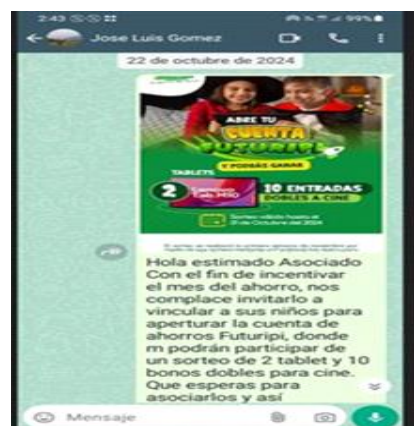 2:43
99%
Jose Luis Gomez
22 de octubre de 2024
ABRE TU
CUENTA
FUTURIPI
Y PODRÁS GANAR
TABLETS
2
10 ENTRADAS
DOBLES A CINE
Hola estimado Asociado
Con el fin de incentivar
el mes del ahorro, nos
complace invitarlo a
vincular a sus niños para
aperturar la cuenta de
ahorros Futuripi, donde
m podrán participar de
un sorteo de 2 tablet y 10
bonos dobles para cine.
Que esperas para
asociarlos y así
Mensaje